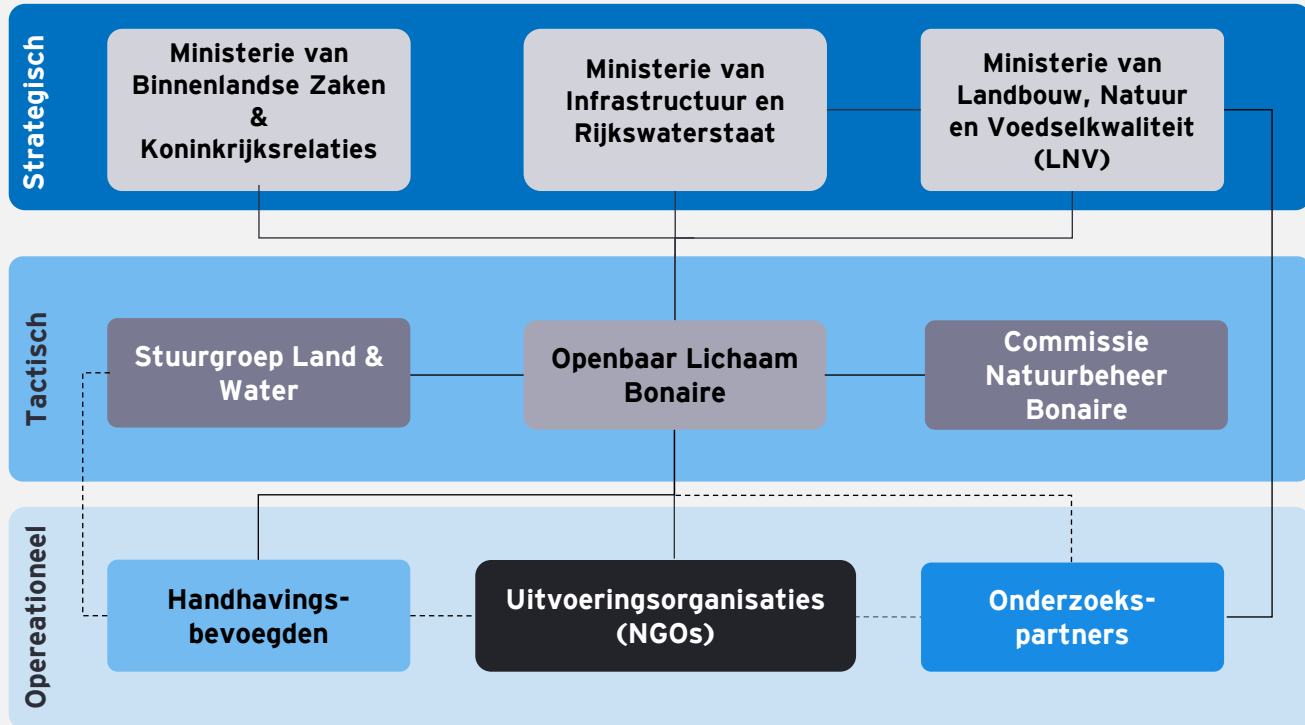 Strategisch
Ministerie van
Binnenlandse Zaken
&
Koninkrijksrelaties
Ministerie van
Infrastructuur en
Rijkswaterstaat
Ministerie van
Landbouw, Natuur
en Voedselkwaliteit
(LNV)
Tactisch
Stuurgroep Land &
Water
Openbaar Lichaam
Bonaire
Commissie
Natuurbeheer
Bonaire
Opereationeel
Handhavings-
bevoegden
Uitvoeringsorganisaties
(NGOs)
Onderzoeks-
partners